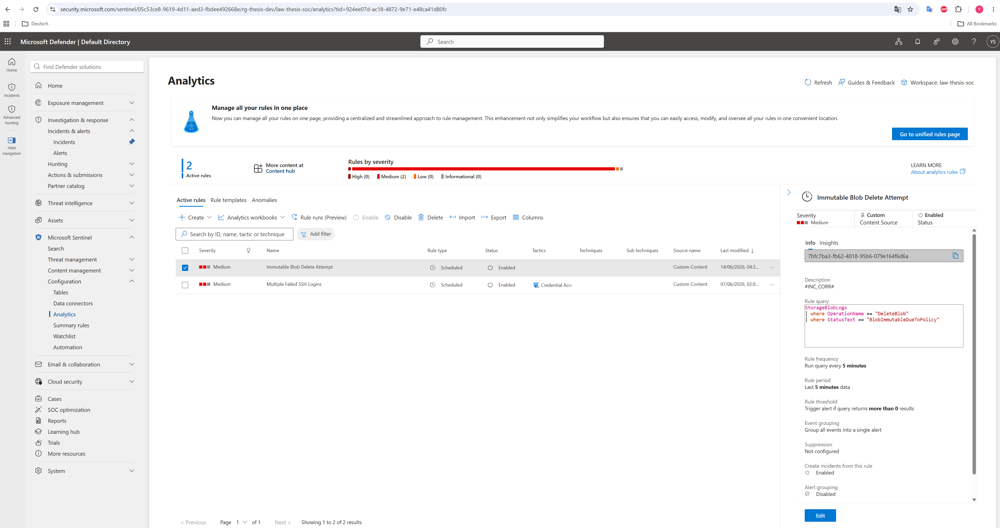 security.microsoft.com/sentinel/05c53ce8-9619-4d11-aed3-fbdee492668e/rg-thesis-dev/law-thesis-soc/analytics?tid=924ee07d-ac18-4872-9e71-e48ca41d80fc
ABP
Y
Deutsch
All Bookmarks
Microsoft Defender | Default Directory
Search
YS
Home
Incidents
Advanced
hunting
Hide
navigation
Find Defender solutions
Home
Exposure management
Investigation & response
Incidents & alerts
Incidents
Alerts
Hunting
Actions & submissions
Partner catalog
Threat intelligence
Assets
Microsoft Sentinel
Search
Threat management
Content management
Configuration
Tables
Data connectors
Analytics
Summary rules
Watchlist
Automation
Email & collaboration
Cloud security
Cases
SOC optimization
Reports
Learning hub
Trials
More resources
System
Analytics
Refresh
Guides & Feedback
Workspace: law-thesis-soc
Manage all your rules in one place
Now you can manage all your rules on one page, providing a centralized and streamlined approach to rule management. This enhancement not only simplifies your workflow but also ensures that you can easily access, modify, and oversee all your rules in one convenient location.
Go to unified rules page
2
Active rules
More content at
Content hub
Rules by severity
High (0) Medium (2) Low (0) Informational (0)
LEARN MORE
About analytics rules
Active rules Rule templates Anomalies
Create Analytics workbooks Rule runs (Preview) Enable Disable Delete Import Export Columns
Search by ID, name, tactic or technique
Add filter
Severity Name Rule type Status Tactics Techniques Sub techniques Source name Last modified ↓
Medium Immutable Blob Delete Attempt Scheduled Enabled Custom Content 14/06/2026, 04:3... ...
Medium Multiple Failed SSH Logins Scheduled Enabled Credential Acc Custom Content 07/06/2026, 02:0... ...
< Previous Page 1 of 1 Next > Showing 1 to 2 of 2 results.
Immutable Blob Delete Attempt
Severity
Medium
Custom
Content Source
Enabled
Status
Info Insights
7bfc7ba3-fb62-4018-95b6-079e164f6d6a
Description
#INC_CORR#
Rule query
StorageBlobLogs
| where OperationName == "DeleteBlob"
| where StatusText == "BlobImmutableDueToPolicy"
Rule frequency
Run query every 5 minutes
Rule period
Last 5 minutes data
Rule threshold
Trigger alert if query returns more than 0 results
Event grouping
Group all events into a single alert
Suppression
Not configured
Create incidents from this rule
Enabled
Alert grouping
Disabled
Edit